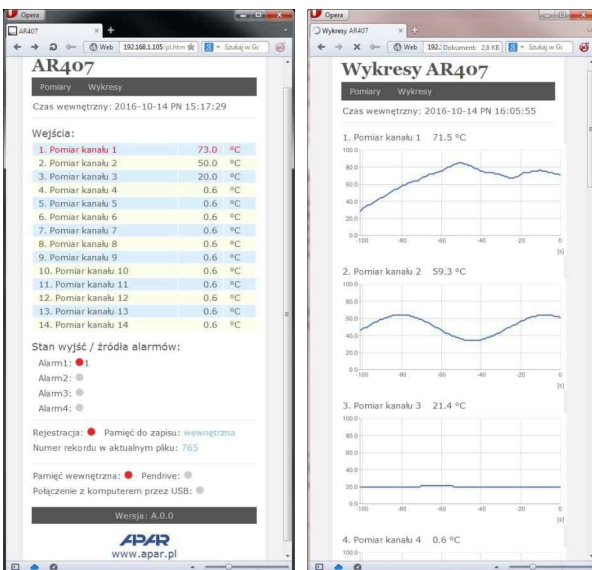 Opera
AR407
Web 192.168.1.105/pl.htm Szukaj w Go
AR407
Pomiary Wykresy
Czas wewnętrzny: 2016-10-14 PN 15:17:29
Wejścia:
1. Pomiar kanału 1 73.0 °C
2. Pomiar kanału 2 50.0 °C
3. Pomiar kanału 3 20.0 °C
4. Pomiar kanału 4 0.6 °C
5. Pomiar kanału 5 0.6 °C
6. Pomiar kanału 6 0.6 °C
7. Pomiar kanału 7 0.6 °C
8. Pomiar kanału 8 0.6 °C
9. Pomiar kanału 9 0.6 °C
10. Pomiar kanału 10 0.6 °C
11. Pomiar kanału 11 0.6 °C
12. Pomiar kanału 12 0.6 °C
13. Pomiar kanału 13 0.6 °C
14. Pomiar kanału 14 0.6 °C
Stan wyjść / źródła alarmów:
Alarm1: 1
Alarm2:
Alarm3:
Alarm4:
Rejestracja: Pamięć do zapisu: wewnętrzna
Numer rekordu w aktualnym pliku: 765
Pamięć wewnętrzna: Pendrive:
Połączenie z komputerem przez USB:
Wersja: A.0.0
APAR
www.apar.pl
Opera
Wykresy AR407
Web 192. Dokument: 2,8 KB Szukaj w Go
Wykresy AR407
Pomiary Wykresy
Czas wewnętrzny: 2016-10-14 PN 16:05:55
1. Pomiar kanału 1 71.5 °C
100.0
80.0
60.0
40.0
20.0
-100 -80 -60 -40 -20 0
[s]
2. Pomiar kanału 2 59.3 °C
100.0
80.0
60.0
40.0
20.0
-100 -80 -60 -40 -20 0
[s]
3. Pomiar kanału 3 21.4 °C
100.0
80.0
60.0
40.0
20.0
0.0
-100 -80 -60 -40 -20 0
[s]
4. Pomiar kanału 4 0.6 °C
100.0